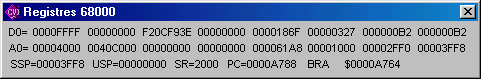 Registres 68000
D0= 0000FFFF 00000000 F20CF93E 00000000 0000186F 00000327 000000B2 000000B2
A0= 00004000 0040C000 00000000 00000000 000061A8 00001000 00002FF0 00003FF8
SSP=00003FF8 USP=00000000 SR=2000 PC=0000A788 BRA $0000A764